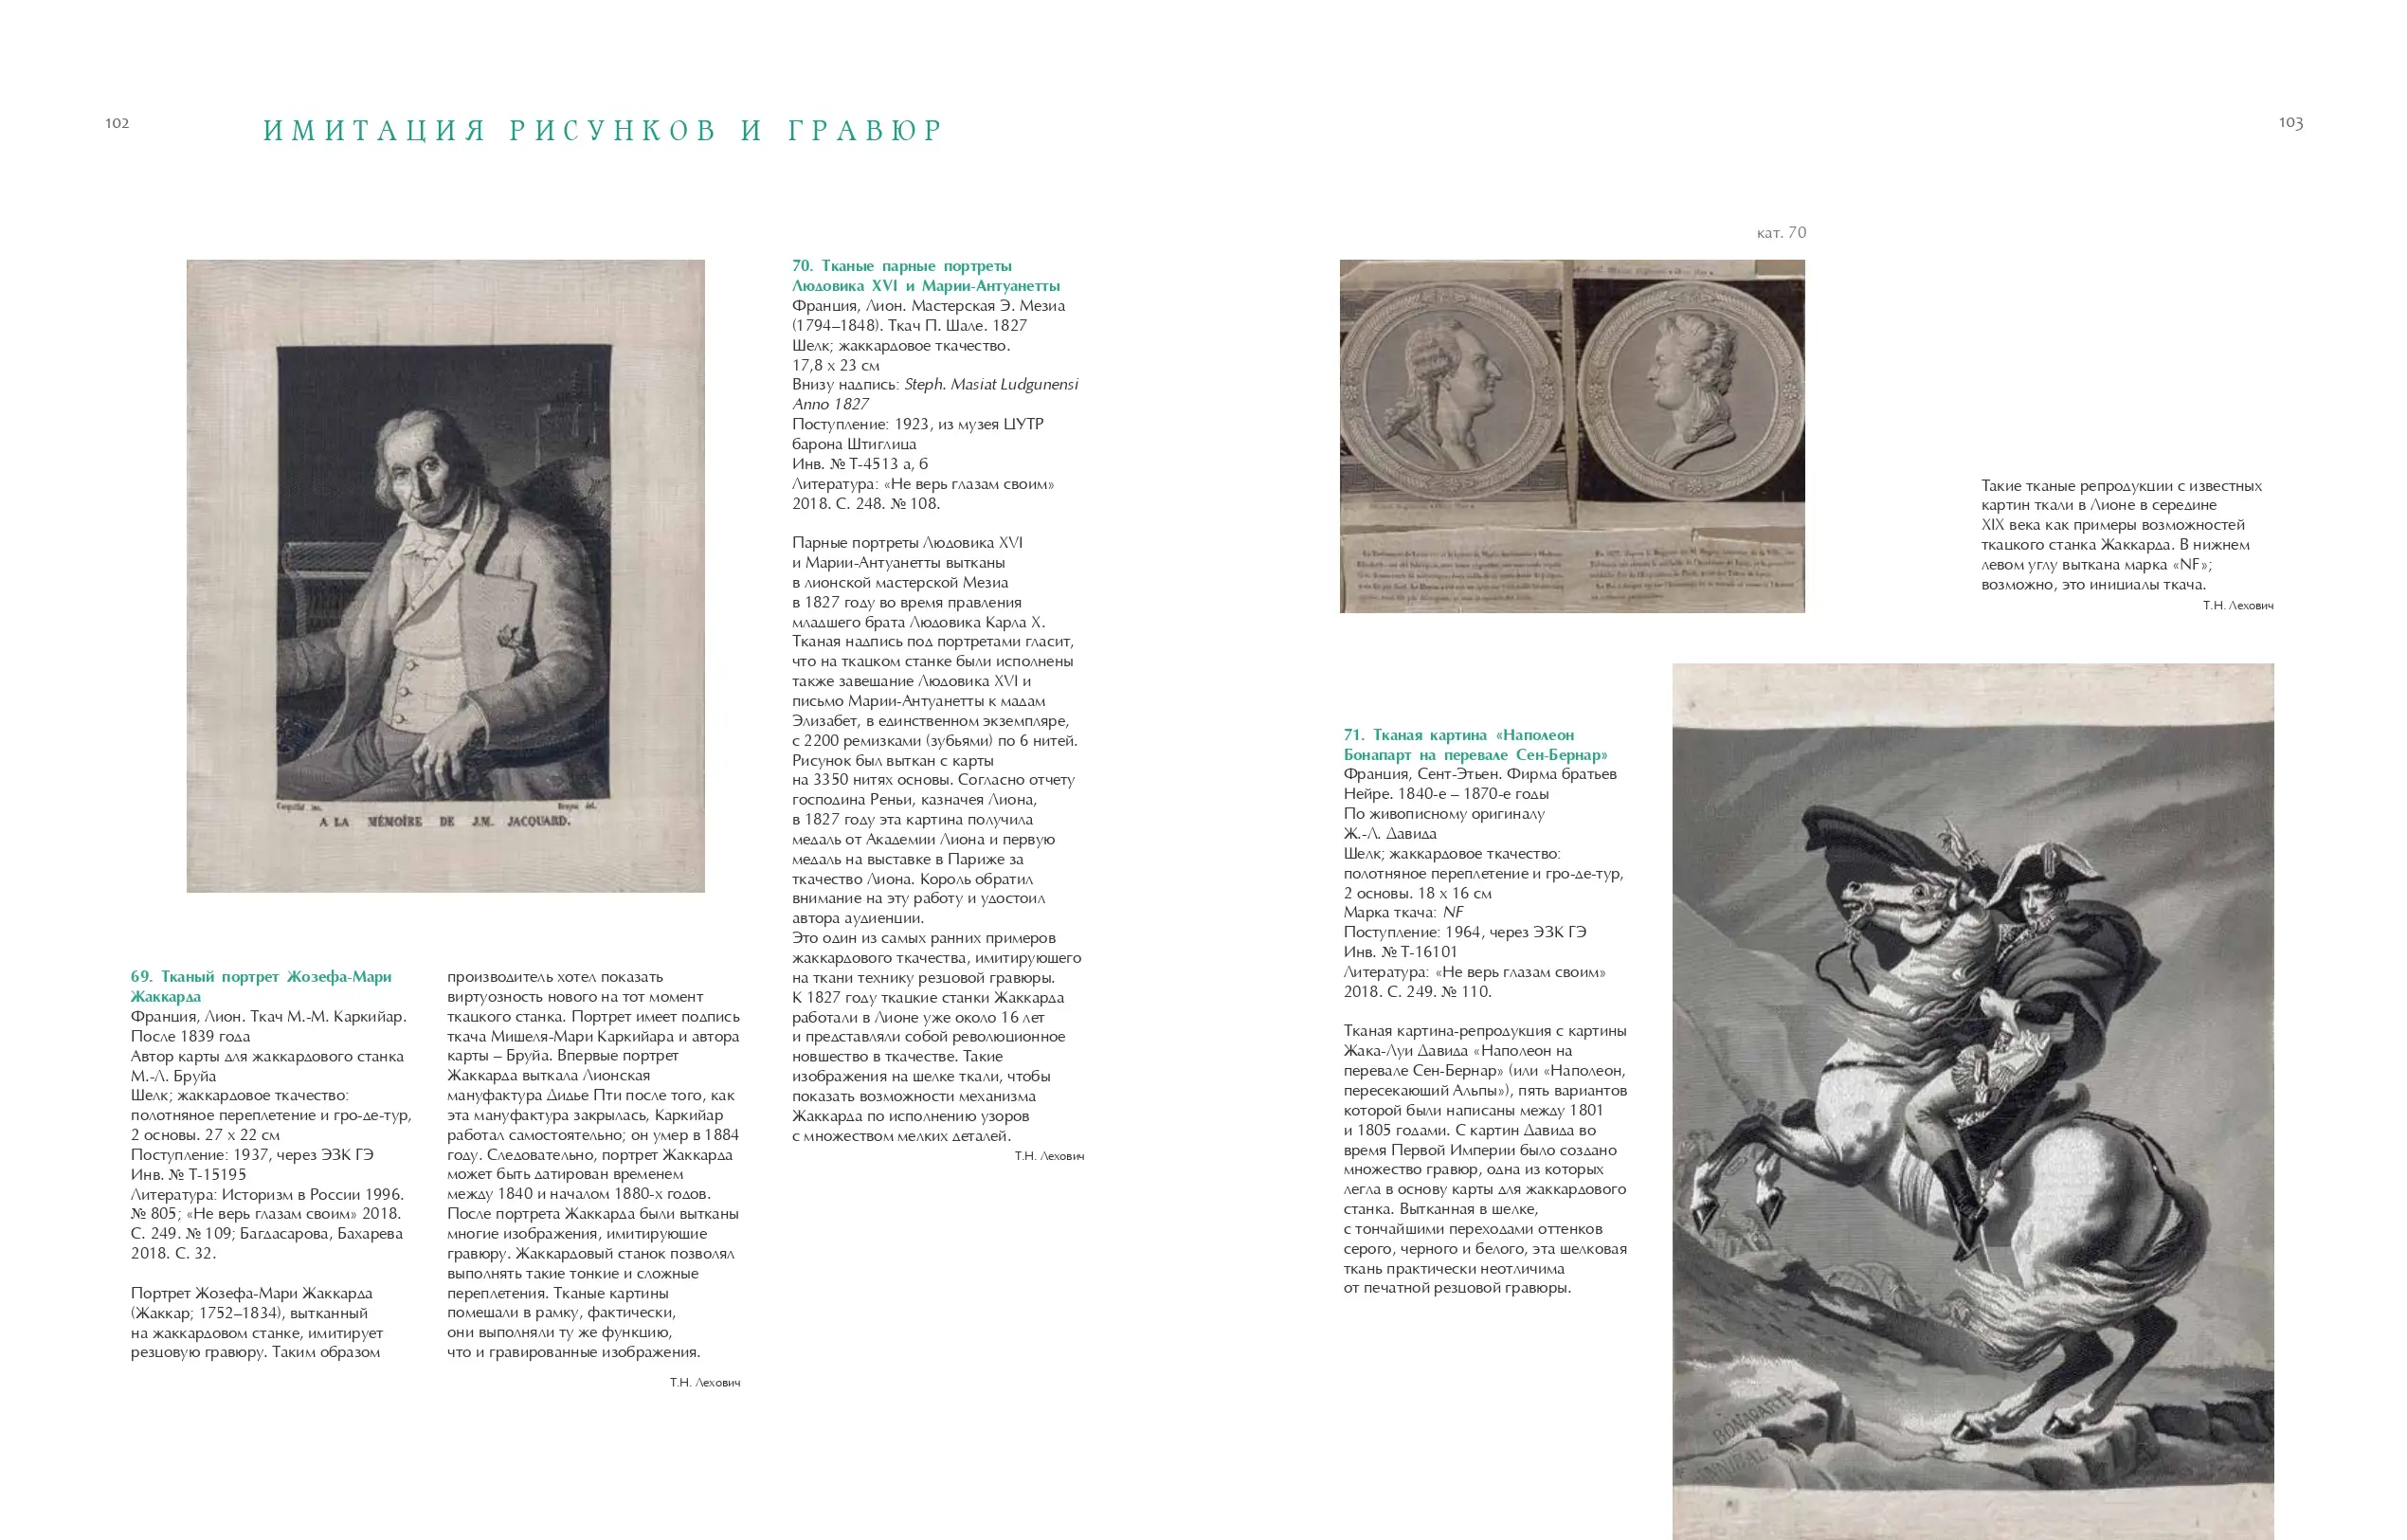 102
ИМИТАЦИЯ РИСУНКОВ И ГРАВЮР
A LA MÉMOIRE DE J.M. JACQUARD.
69. Тканый портрет Жозефа-Мари
Жаккарда
Франция, Лион. Ткач М.-М. Каркийар.
После 1839 года
Автор карты для жаккардового станка
М.-Л. Бруйа
Шелк; жаккардовое ткачество:
полотняное переплетение и гро-де-тур,
2 основы. 27 х 22 см
Поступление: 1937, через ЭЗК ГЭ
Инв. № Т-15195
Литература: Историзм в России 1996.
№ 805; «Не верь глазам своим» 2018.
С. 249. № 109; Багдасарова, Бахарева
2018. С. 32.
Портрет Жозефа-Мари Жаккарда
(Жаккар; 1752–1834), вытканный
на жаккардовом станке, имитирует
резцовую гравюру. Таким образом
производитель хотел показать
виртуозность нового на тот момент
ткацкого станка. Портрет имеет подпись
ткача Мишеля-Мари Каркийара и автора
карты – Бруйа. Впервые портрет
Жаккарда выткала Лионская
мануфактура Дидье Пти после того, как
эта мануфактура закрылась, Каркийар
работал самостоятельно; он умер в 1884
году. Следовательно, портрет Жаккарда
может быть датирован временем
между 1840 и началом 1880-х годов.
После портрета Жаккарда были вытканы
многие изображения, имитирующие
гравюру. Жаккардовый станок позволял
выполнять такие тонкие и сложные
переплетения. Тканые картины
помещали в рамку, фактически,
они выполняли ту же функцию,
что и гравированные изображения.
Т.Н. Лехович
70. Тканые парные портреты
Людовика XVI и Марии-Антуанетты
Франция, Лион. Мастерская Э. Мезиа
(1794–1848). Ткач П. Шале. 1827
Шелк; жаккардовое ткачество.
17,8 х 23 см
Внизу надпись: Steph. Masiat Ludgunensi
Anno 1827
Поступление: 1923, из музея ЦУТР
барона Штиглица
Инв. № Т-4513 а, б
Литература: «Не верь глазам своим»
2018. С. 248. № 108.
Парные портреты Людовика XVI
и Марии-Антуанетты вытканы
в лионской мастерской Мезиа
в 1827 году во время правления
младшего брата Людовика Карла X.
Тканая надпись под портретами гласит,
что на ткацком станке были исполнены
также завещание Людовика XVI и
письмо Марии-Антуанетты к мадам
Элизабет, в единственном экземпляре,
с 2200 ремизками (зубьями) по 6 нитей.
Рисунок был выткан с карты
на 3350 нитях основы. Согласно отчету
господина Реньи, казначея Лиона,
в 1827 году эта картина получила
медаль от Академии Лиона и первую
медаль на выставке в Париже за
ткачество Лиона. Король обратил
внимание на эту работу и удостоил
автора аудиенции.
Это один из самых ранних примеров
жаккардового ткачества, имитирующего
на ткани технику резцовой гравюры.
К 1827 году ткацкие станки Жаккарда
работали в Лионе уже около 16 лет
и представляли собой революционное
новшество в ткачестве. Такие
изображения на шелке ткали, чтобы
показать возможности механизма
Жаккарда по исполнению узоров
с множеством мелких деталей.
Т.Н. Лехович
103
кат. 70
71. Тканая картина «Наполеон
Бонапарт на перевале Сен-Бернар»
Франция, Сент-Этьен. Фирма братьев
Нейре. 1840-е – 1870-е годы
По живописному оригиналу
Ж.-Л. Давида
Шелк; жаккардовое ткачество:
полотняное переплетение и гро-де-тур,
2 основы. 18 х 16 см
Марка ткача: NF
Поступление: 1964, через ЭЗК ГЭ
Инв. № Т-16101
Литература: «Не верь глазам своим»
2018. С. 249. № 110.
Тканая картина-репродукция с картины
Жака-Луи Давида «Наполеон на
перевале Сен-Бернар» (или «Наполеон,
пересекающий Альпы»), пять вариантов
которой были написаны между 1801
и 1805 годами. С картин Давида во
время Первой Империи было создано
множество гравюр, одна из которых
легла в основу карты для жаккардового
станка. Вытканная в шелке,
с тончайшими переходами оттенков
серого, черного и белого, эта шелковая
ткань практически неотличима
от печатной резцовой гравюры.
Такие тканые репродукции с известных
картин ткали в Лионе в середине
XIX века как примеры возможностей
ткацкого станка Жаккарда. В нижнем
левом углу выткана марка «NF»;
возможно, это инициалы ткача.
Т.Н. Лехович
BONAPARTE